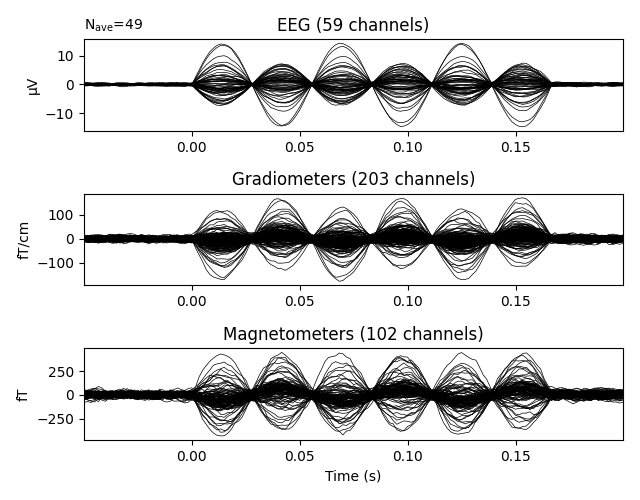 N_ave=49
EEG (59 channels)
10
0
−10
µV
0.00 0.05 0.10 0.15
Gradiometers (203 channels)
100
0
−100
fT/cm
0.00 0.05 0.10 0.15
Magnetometers (102 channels)
250
0
−250
fT
0.00 0.05 0.10 0.15
Time (s)